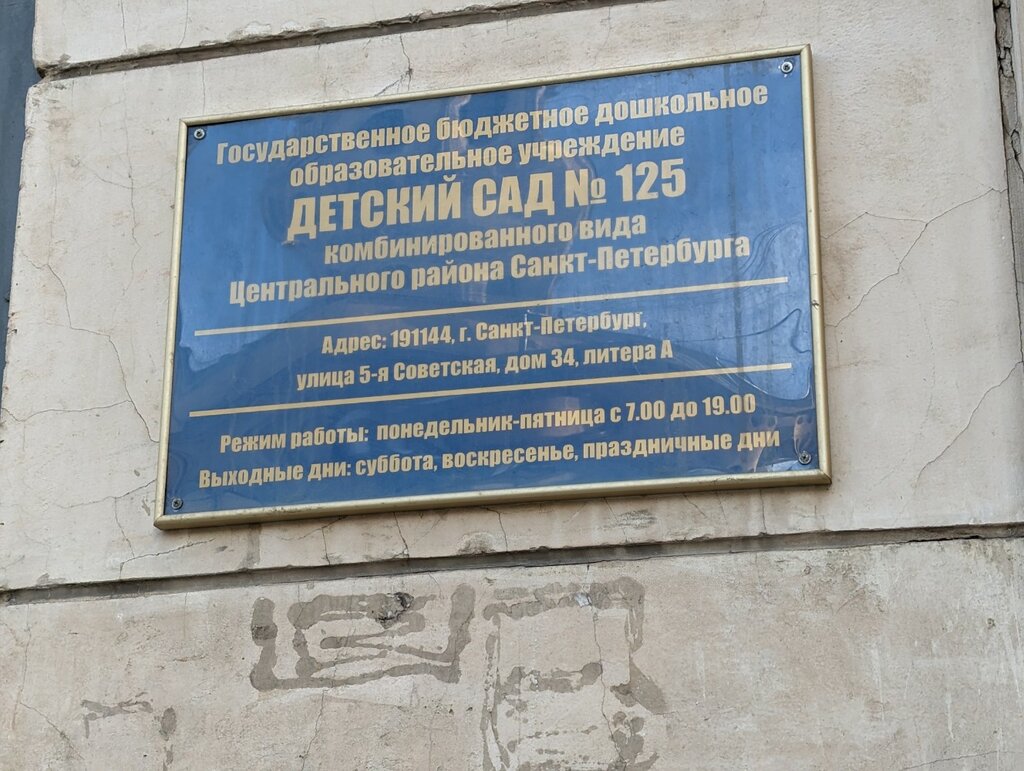 Государственное бюджетное дошкольное
образовательное учреждение
ДЕТСКИЙ САД № 125
комбинированного вида
Центрального района Санкт-Петербурга
Адрес: 191144, г. Санкт-Петербург,
улица 5-я Советская, дом 34, литера А
Режим работы: понедельник-пятница с 7.00 до 19.00
Выходные дни: суббота, воскресенье, праздничные дни